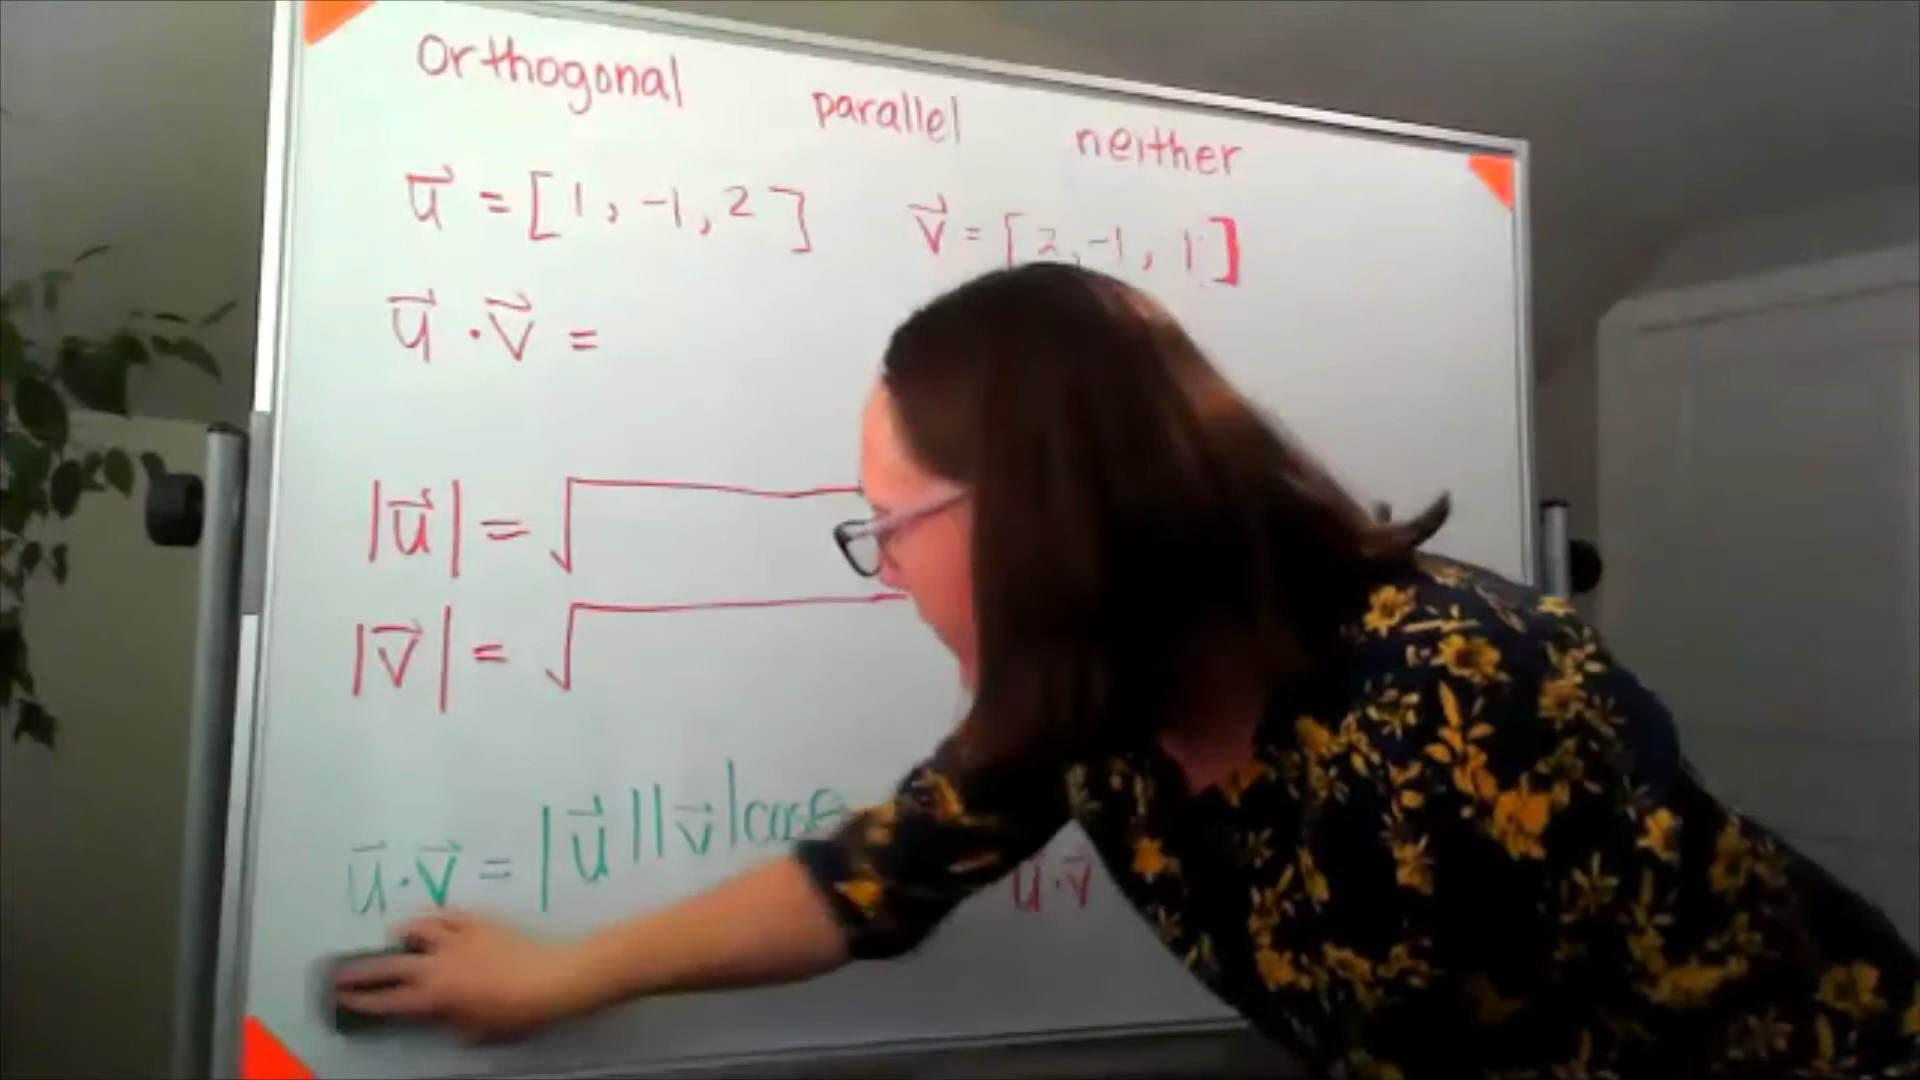 Orthogonal parallel neither
u⃗ = [1, -1, 2] v⃗ = [2, -1, 1]
u⃗ · v⃗ =
|u⃗| = √
|v⃗| = √
u⃗ · v⃗ = |u⃗||v⃗|cosθ u⃗ · v⃗